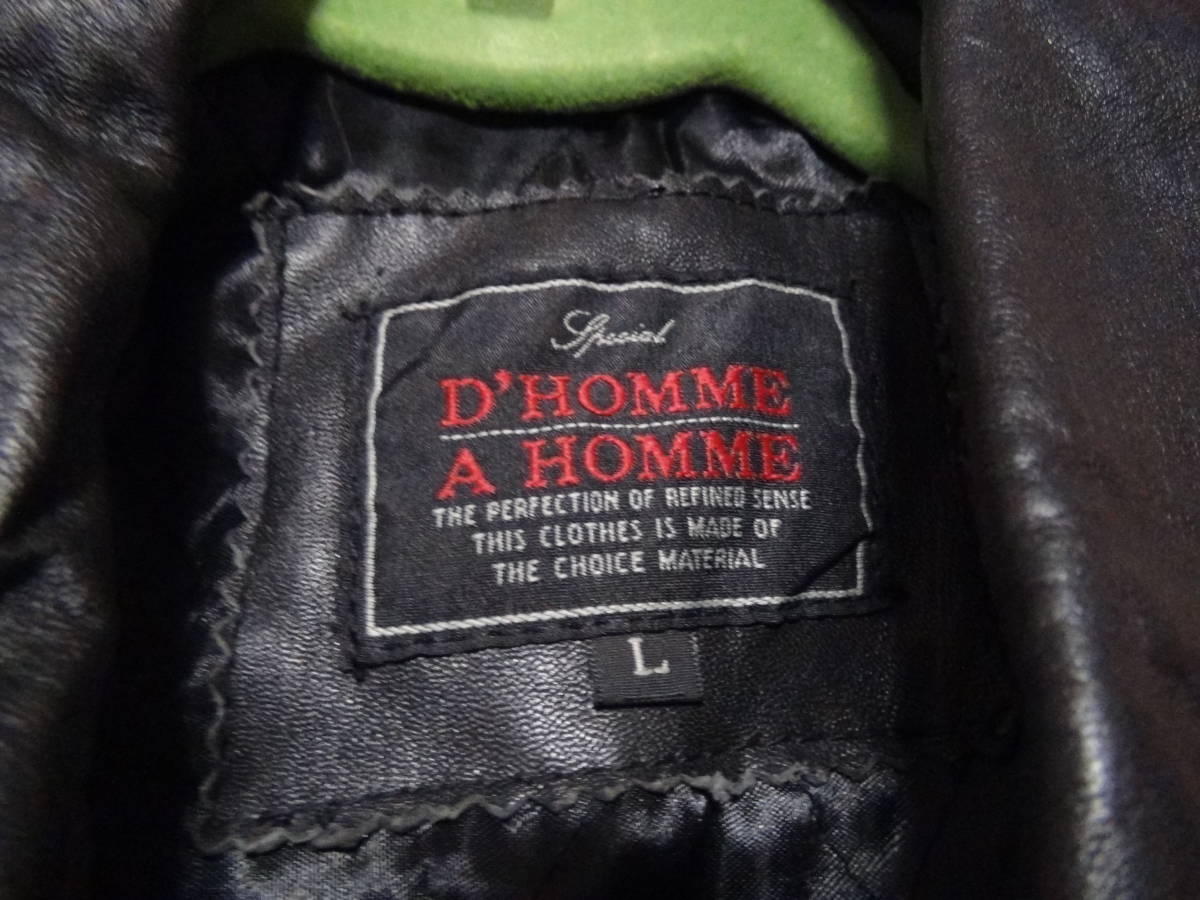 Special
D'HOMME
A HOMME
THE PERFECTION OF REFINED SENSE
THIS CLOTHES IS MADE OF
THE CHOICE MATERIAL
L